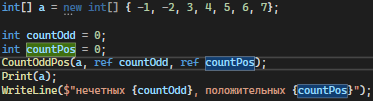 int[] a = new int[] { -1, -2, 3, 4, 5, 6, 7};
int countOdd = 0;
int countPos = 0;
CountOddPos(a, ref countOdd, ref countPos);
Print(a);
WriteLine($"нечетных {countOdd}, положительных {countPos}");